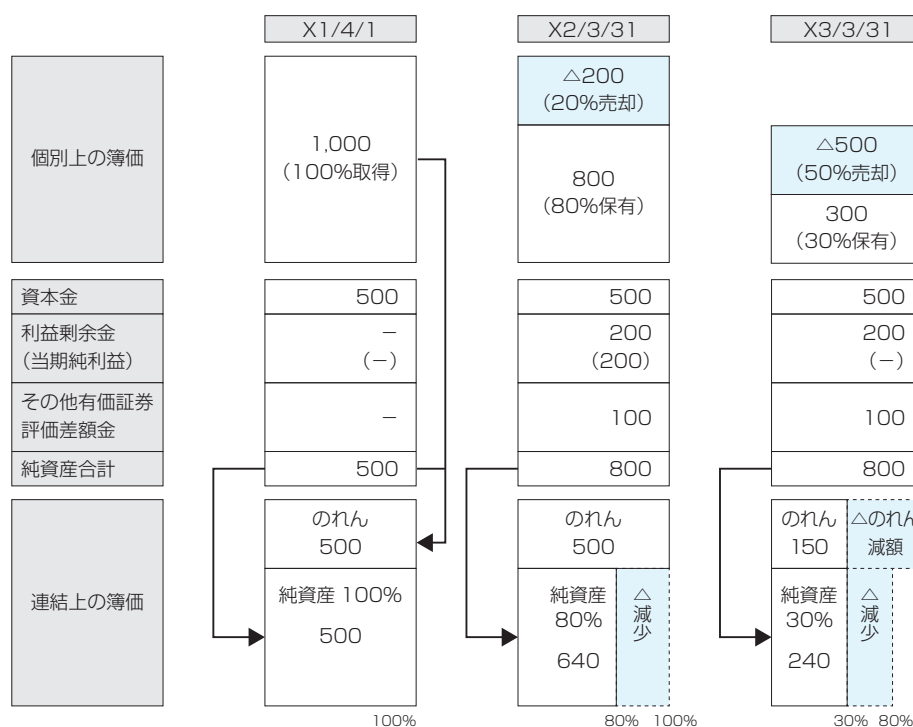 X1/4/1
X2/3/31
X3/3/31
個別上の簿価
1,000
(100%取得)
△200
(20%売却)
800
(80%保有)
△500
(50%売却)
300
(30%保有)
資本金
500
500
500
利益剰余金
(当期純利益)
－
(－)
200
(200)
200
(－)
その他有価証券
評価差額金
－
100
100
純資産合計
500
800
800
連結上の簿価
のれん
500
純資産 100%
500
100%
のれん
500
純資産
80%
640
△減少
80%
100%
のれん
150
△のれん
減額
純資産
30%
240
△減少
30%
80%